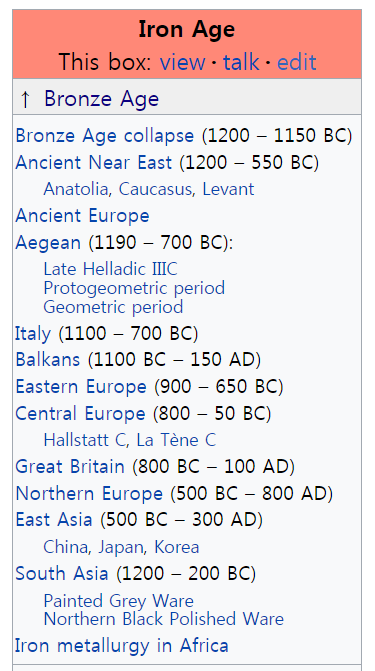 Iron Age
This box: view · talk · edit
↑ Bronze Age
Bronze Age collapse (1200 – 1150 BC)
Ancient Near East (1200 – 550 BC)
Anatolia, Caucasus, Levant
Ancient Europe
Aegean (1190 – 700 BC):
Late Helladic IIIC
Protogeometric period
Geometric period
Italy (1100 – 700 BC)
Balkans (1100 BC – 150 AD)
Eastern Europe (900 – 650 BC)
Central Europe (800 – 50 BC)
Hallstatt C, La Tène C
Great Britain (800 BC – 100 AD)
Northern Europe (500 BC – 800 AD)
East Asia (500 BC – 300 AD)
China, Japan, Korea
South Asia (1200 – 200 BC)
Painted Grey Ware
Northern Black Polished Ware
Iron metallurgy in Africa